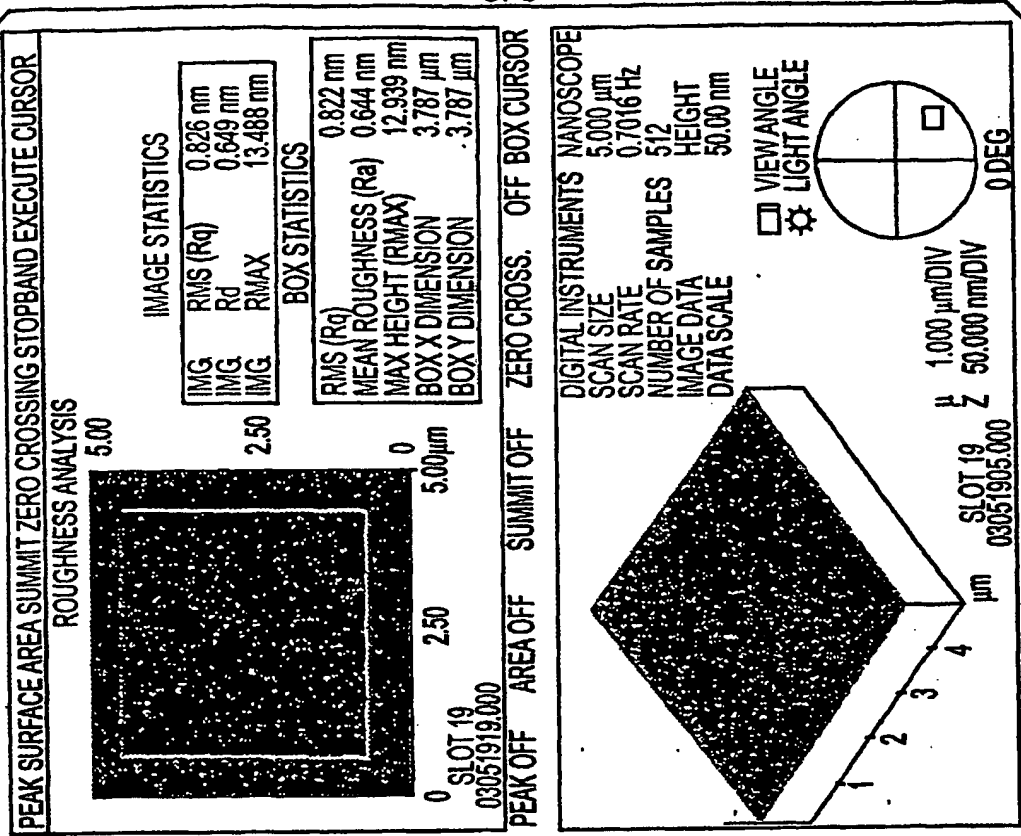 PEAK SURFACE AREA SUMMIT ZERO CROSSING STOPBAND EXECUTE CURSOR
ROUGHNESS ANALYSIS
5.00
2.50
0
0 2.50 5.00µm
SLOT 19
03051919.000
IMAGE STATISTICS
IMG. RMS (Rq) 0.826 nm
IMG. Rd 0.649 nm
IMG. RMAX 13.488 nm
BOX STATISTICS
RMS (Rq) 0.822 nm
MEAN ROUGHNESS (Ra) 0.644 nm
MAX HEIGHT (RMAX) 12.939 nm
BOX X DIMENSION 3.787 µm
BOX Y DIMENSION 3.787 µm
PEAK OFF AREA OFF SUMMIT OFF ZERO CROSS. OFF BOX CURSOR
DIGITAL INSTRUMENTS NANOSCOPE
SCAN SIZE 5.000 µm
SCAN RATE 0.7016 Hz
NUMBER OF SAMPLES 512
IMAGE DATA HEIGHT
DATA SCALE 50.00 nm
VIEW ANGLE
LIGHT ANGLE
0 DEG
1
2
3
4
µm
µ 1.000 µm/DIV
Z 50.000 nm/DIV
SLOT 19
03051905.000